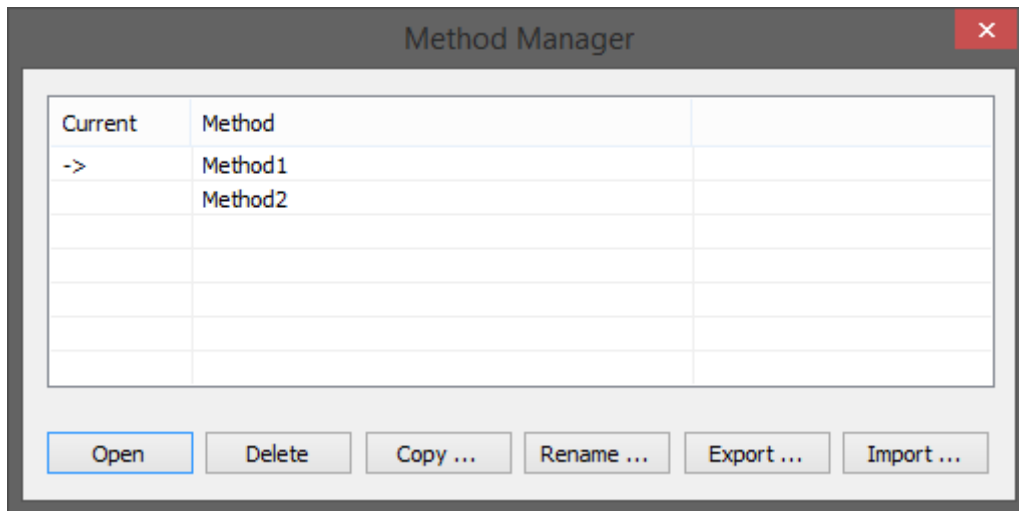 Method Manager
Current Method
-> Method1
Method2
Open Delete Copy ... Rename ... Export ... Import ...